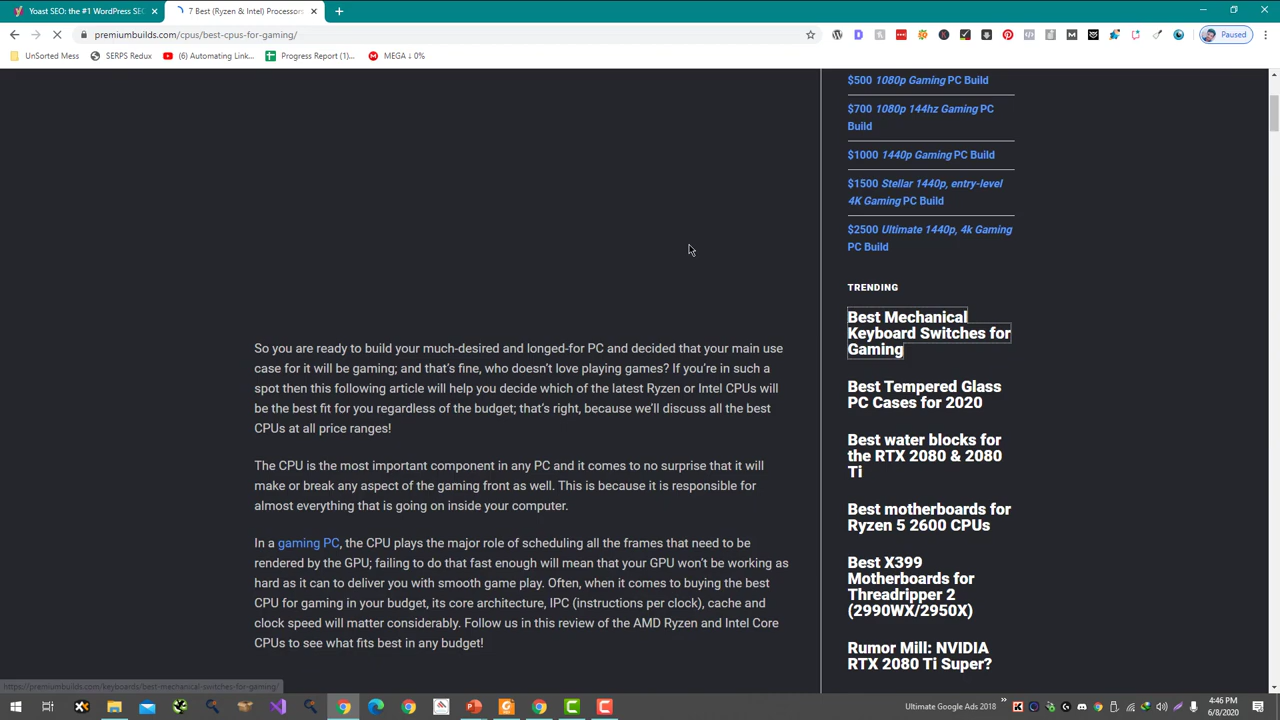 Yoast SEO: the #1 WordPress SEO
7 Best (Ryzen & Intel) Processors
premiumbuilds.com/cpus/best-cpus-for-gaming/
Paused
UnSorted Mess
SERPS Redux
(6) Automating Link...
Progress Report (1)...
MEGA ↓ 0%
$500 1080p Gaming PC Build
$700 1080p 144hz Gaming PC
Build
$1000 1440p Gaming PC Build
$1500 Stellar 1440p, entry-level
4K Gaming PC Build
$2500 Ultimate 1440p, 4k Gaming
PC Build
TRENDING
Best Mechanical
Keyboard Switches for
Gaming
Best Tempered Glass
PC Cases for 2020
Best water blocks for
the RTX 2080 & 2080
Ti
Best motherboards for
Ryzen 5 2600 CPUs
Best X399
Motherboards for
Threadripper 2
(2990WX/2950X)
Rumor Mill: NVIDIA
RTX 2080 Ti Super?
So you are ready to build your much-desired and longed-for PC and decided that your main use
case for it will be gaming; and that's fine, who doesn't love playing games? If you're in such a
spot then this following article will help you decide which of the latest Ryzen or Intel CPUs will
be the best fit for you regardless of the budget; that's right, because we'll discuss all the best
CPUs at all price ranges!
The CPU is the most important component in any PC and it comes to no surprise that it will
make or break any aspect of the gaming front as well. This is because it is responsible for
almost everything that is going on inside your computer.
In a gaming PC, the CPU plays the major role of scheduling all the frames that need to be
rendered by the GPU; failing to do that fast enough will mean that your GPU won't be working as
hard as it can to deliver you with smooth game play. Often, when it comes to buying the best
CPU for gaming in your budget, its core architecture, IPC (instructions per clock), cache and
clock speed will matter considerably. Follow us in this review of the AMD Ryzen and Intel Core
CPUs to see what fits best in any budget!
https://premiumbuilds.com/keyboards/best-mechanical-switches-for-gaming/
Ultimate Google Ads 2018
4:46 PM
6/8/2020